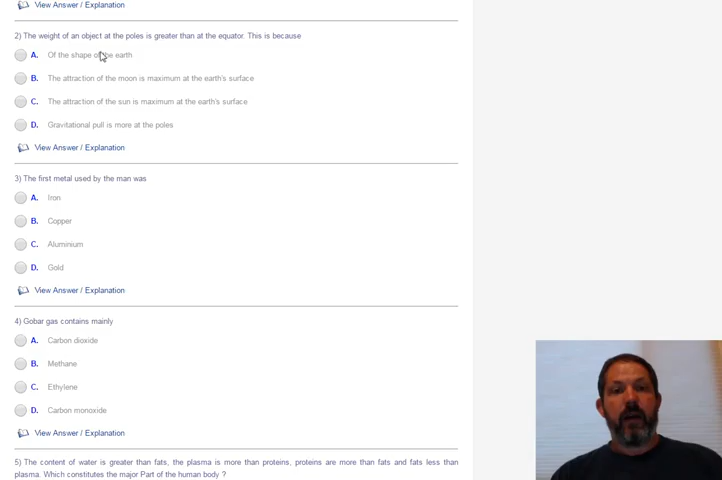 View Answer / Explanation
2) The weight of an object at the poles is greater than at the equator. This is because
A. Of the shape of the earth
B. The attraction of the moon is maximum at the earth's surface
C. The attraction of the sun is maximum at the earth's surface
D. Gravitational pull is more at the poles
View Answer / Explanation
3) The first metal used by the man was
A. Iron
B. Copper
C. Aluminium
D. Gold
View Answer / Explanation
4) Gobar gas contains mainly
A. Carbon dioxide
B. Methane
C. Ethylene
D. Carbon monoxide
View Answer / Explanation
5) The content of water is greater than fats, the plasma is more than proteins, proteins are more than fats and fats less than
plasma. Which constitutes the major Part of the human body ?